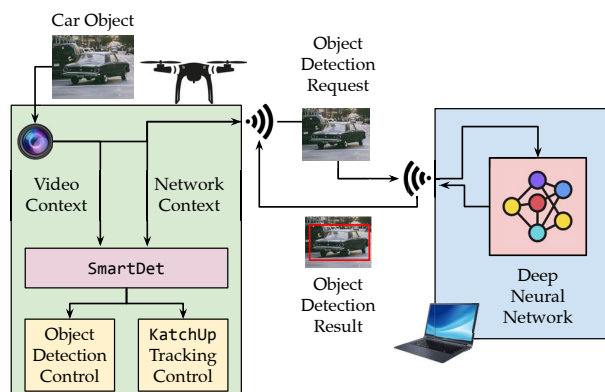 Car Object
Object
Detection
Request
Video
Context
Network
Context
SmartDet
Object
Detection
Control
KatchUp
Tracking
Control
Object
Detection
Result
Deep
Neural
Network